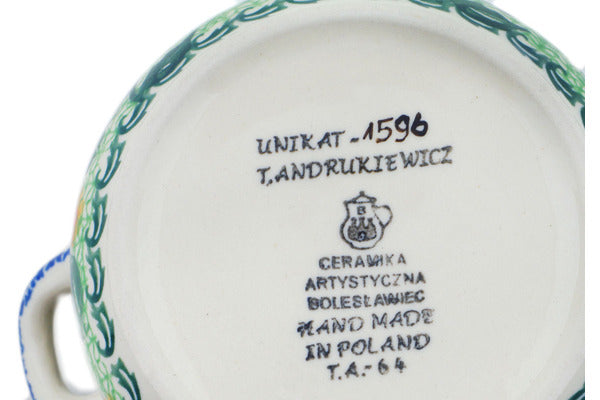 UNIKAT - 1596
T. ANDRUKIEWICZ
B
CERAMIKA
ARTYSTYCZNA
BOLESŁAWIEC
HAND MADE
IN POLAND
T.A.-64